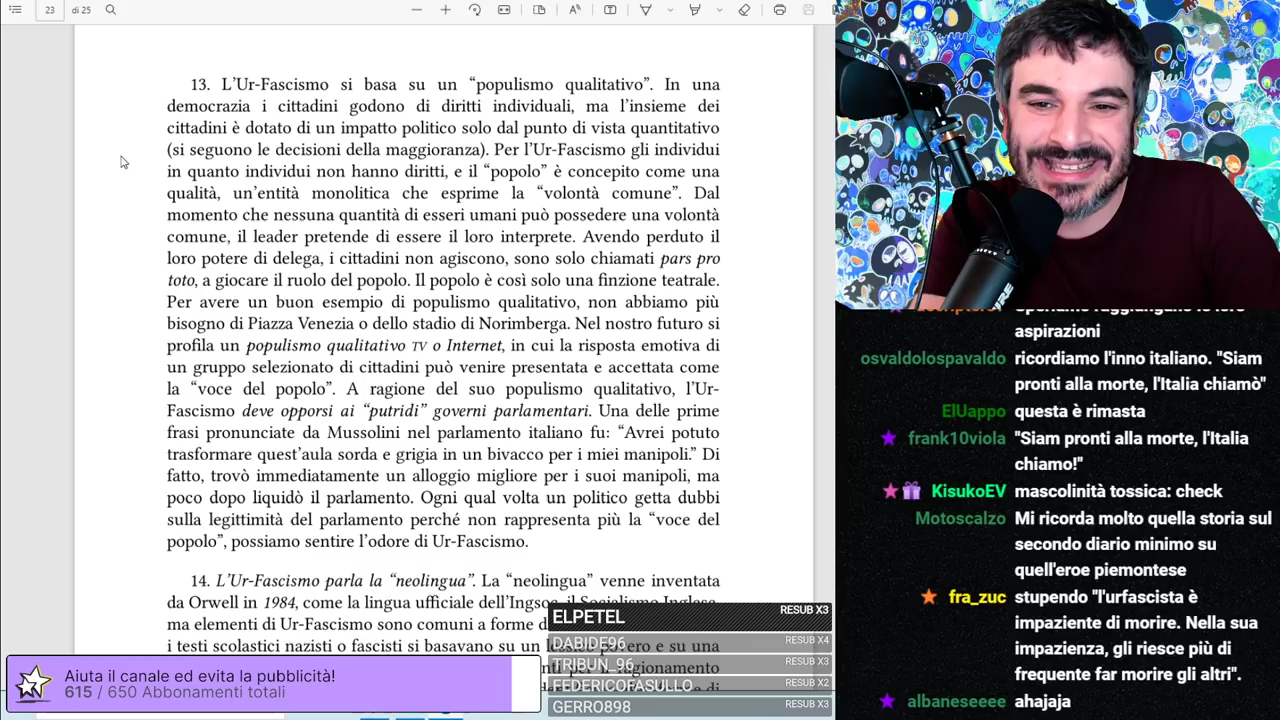 23
di 25
13. L’Ur-Fascismo si basa su un “populismo qualitativo”. In una
democrazia i cittadini godono di diritti individuali, ma l’insieme dei
cittadini è dotato di un impatto politico solo dal punto di vista quantitativo
(si seguono le decisioni della maggioranza). Per l’Ur-Fascismo gli individui
in quanto individui non hanno diritti, e il “popolo” è concepito come una
qualità, un’entità monolitica che esprime la “volontà comune”. Dal
momento che nessuna quantità di esseri umani può possedere una volontà
comune, il leader pretende di essere il loro interprete. Avendo perduto il
loro potere di delega, i cittadini non agiscono, sono solo chiamati pars pro
toto, a giocare il ruolo del popolo. Il popolo è così solo una finzione teatrale.
Per avere un buon esempio di populismo qualitativo, non abbiamo più
bisogno di Piazza Venezia o dello stadio di Norimberga. Nel nostro futuro si
profila un populismo qualitativo TV o Internet, in cui la risposta emotiva di
un gruppo selezionato di cittadini può venire presentata e accettata come
la “voce del popolo”. A ragione del suo populismo qualitativo, l’Ur-
Fascismo deve opporsi ai “putridi” governi parlamentari. Una delle prime
frasi pronunciate da Mussolini nel parlamento italiano fu: “Avrei potuto
trasformare quest’aula sorda e grigia in un bivacco per i miei manipoli.” Di
fatto, trovò immediatamente un alloggio migliore per i suoi manipoli, ma
poco dopo liquidò il parlamento. Ogni qual volta un politico getta dubbi
sulla legittimità del parlamento perché non rappresenta più la “voce del
popolo”, possiamo sentire l’odore di Ur-Fascismo.
14. L’Ur-Fascismo parla la “neolingua”. La “neolingua” venne inventata
da Orwell in 1984, come la lingua ufficiale dell’Ingsoc, il Socialismo Inglese,
ma elementi di Ur-Fascismo sono comuni a forme d
i testi scolastici nazisti o fascisti si basavano su un
ELPETEL RESUB X3
DABIDE96 RESUB X4
TRIBUN_96 RESUB X3
FEDERICOFASULLO RESUB X2
GERRO898 RESUB X3
Aiuta il canale ed evita la pubblicità!
615 / 650 Abbonamenti totali
aspirazioni
osvaldolospavaldo ricordiamo l'inno italiano. "Siam
pronti alla morte, l'Italia chiamò"
ElUappo questa è rimasta
frank10viola "Siam pronti alla morte, l'Italia
chiamo!"
KisukoEV mascolinità tossica: check
Motoscalzo Mi ricorda molto quella storia sul
secondo diario minimo su
quell'eroe piemontese
fra_zuc stupendo "l'urfascista è
impaziente di morire. Nella sua
impazienza, gli riesce più di
frequente far morire gli altri".
albaneseeee ahajaja